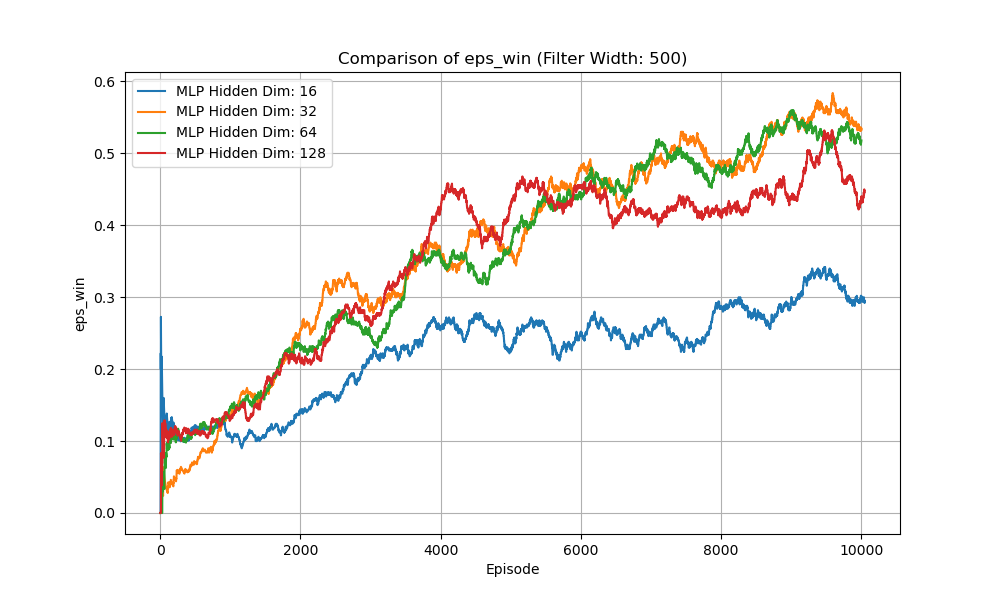 Comparison of eps_win (Filter Width: 500)
MLP Hidden Dim: 16
MLP Hidden Dim: 32
MLP Hidden Dim: 64
MLP Hidden Dim: 128
0.6
0.5
0.4
0.3
0.2
0.1
0.0
eps_win
0 2000 4000 6000 8000 10000
Episode